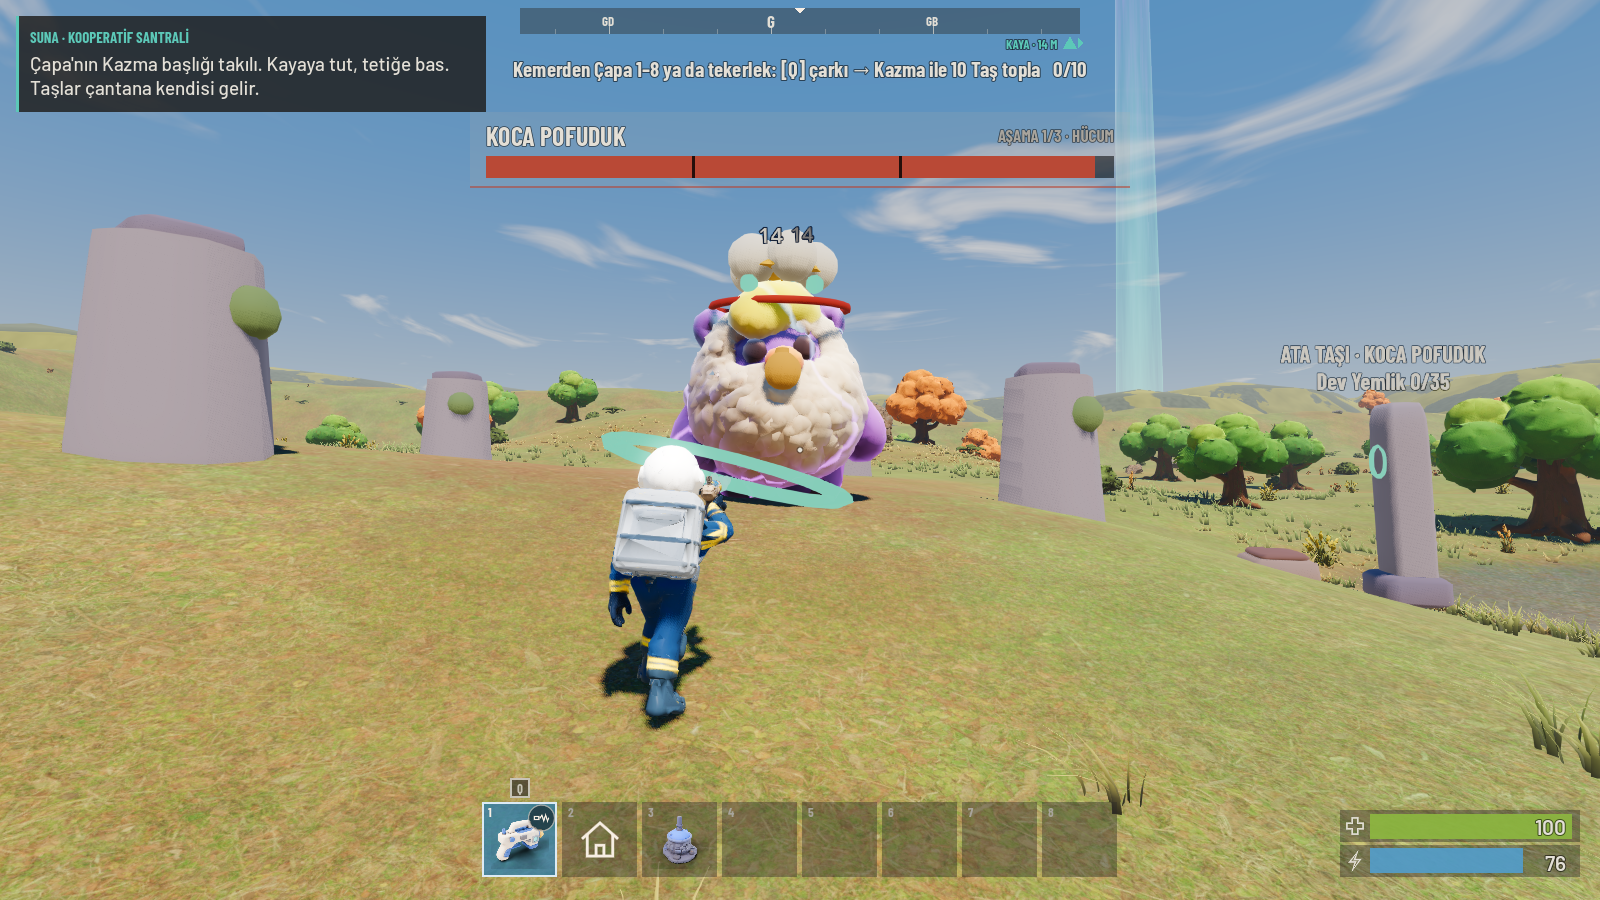 SUNA · KOOPERATİF SANTRALİ
Çapa'nın Kazma başlığı takılı. Kayaya tut, tetiğe bas.
Taşlar çantana kendisi gelir.
GD G GB
KAYA · 14 M
Kemerden Çapa 1-8 ya da tekerlek: [Q] çarkı → Kazma ile 10 Taş topla 0/10
KOCA POFUDUK
AŞAMA 1/3 · HÜCUM
14 14
ATA TAŞI · KOCA POFUDUK
Dev Yemlik 0/35
Q
1 2 3 4 5 6 7 8
100
76